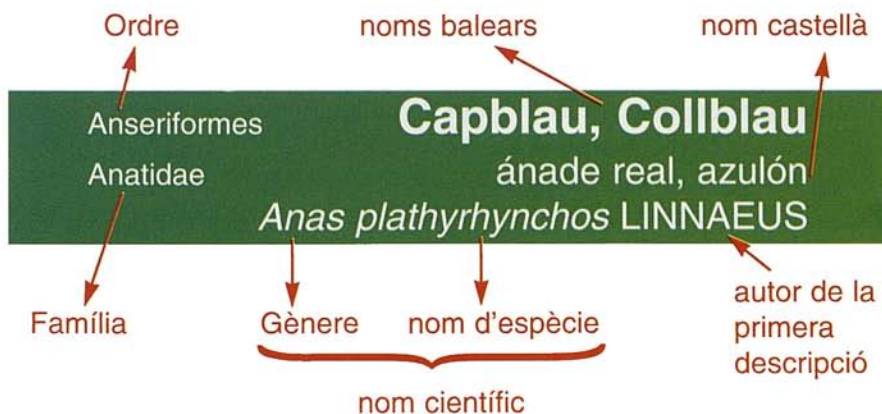 Ordre noms balears nom castellà
Anseriformes Capblau, Collblau
Anatidae ánade real, azulón
Anas plathyrhynchos LINNAEUS
Família Gènere nom d'espècie autor de la
primera
descripció
nom científic